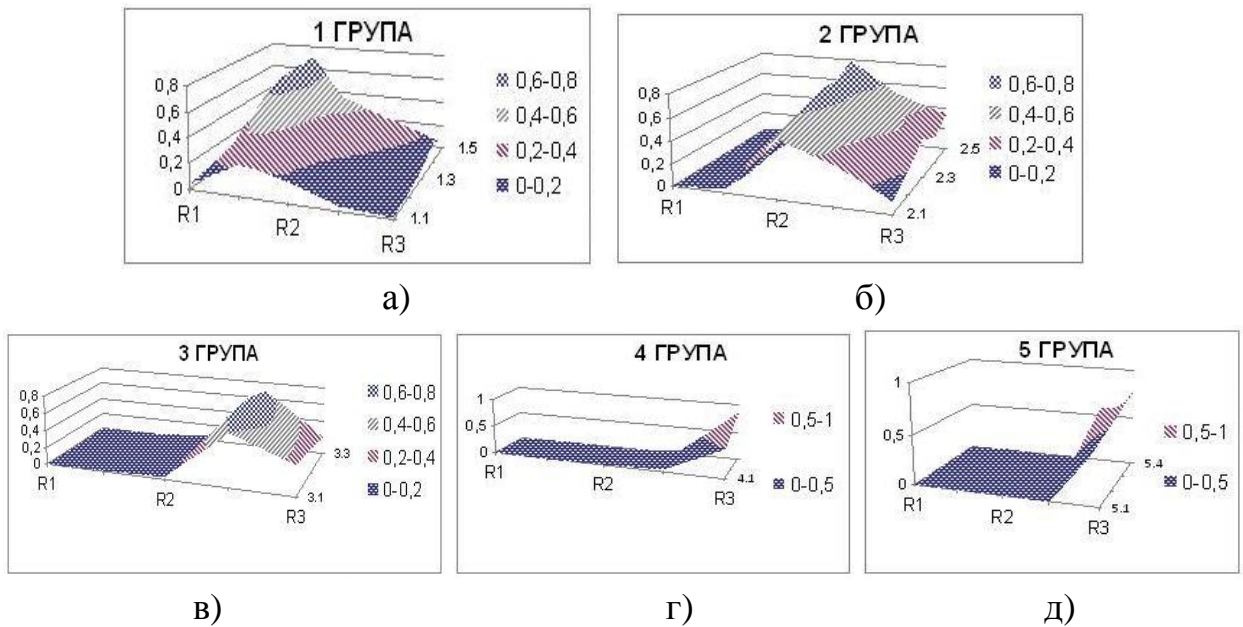 1 ГРУПА
0,8
0,6
0,4
0,2
0
R1
R2
R3
1.1
1.3
1.5
0,6-0,8
0,4-0,6
0,2-0,4
0-0,2
а)
2 ГРУПА
0,8
0,6
0,4
0,2
0
R1
R2
R3
2.1
2.3
2.5
0,6-0,8
0,4-0,6
0,2-0,4
0-0,2
б)
3 ГРУПА
0,8
0,6
0,4
0,2
0
R1
R2
R3
3.1
3.3
0,6-0,8
0,4-0,6
0,2-0,4
0-0,2
в)
4 ГРУПА
1
0,5
0
R1
R2
R3
4.1
0,5-1
0-0,5
г)
5 ГРУПА
1
0,5
0
R1
R2
R3
5.1
5.4
0,5-1
0-0,5
д)